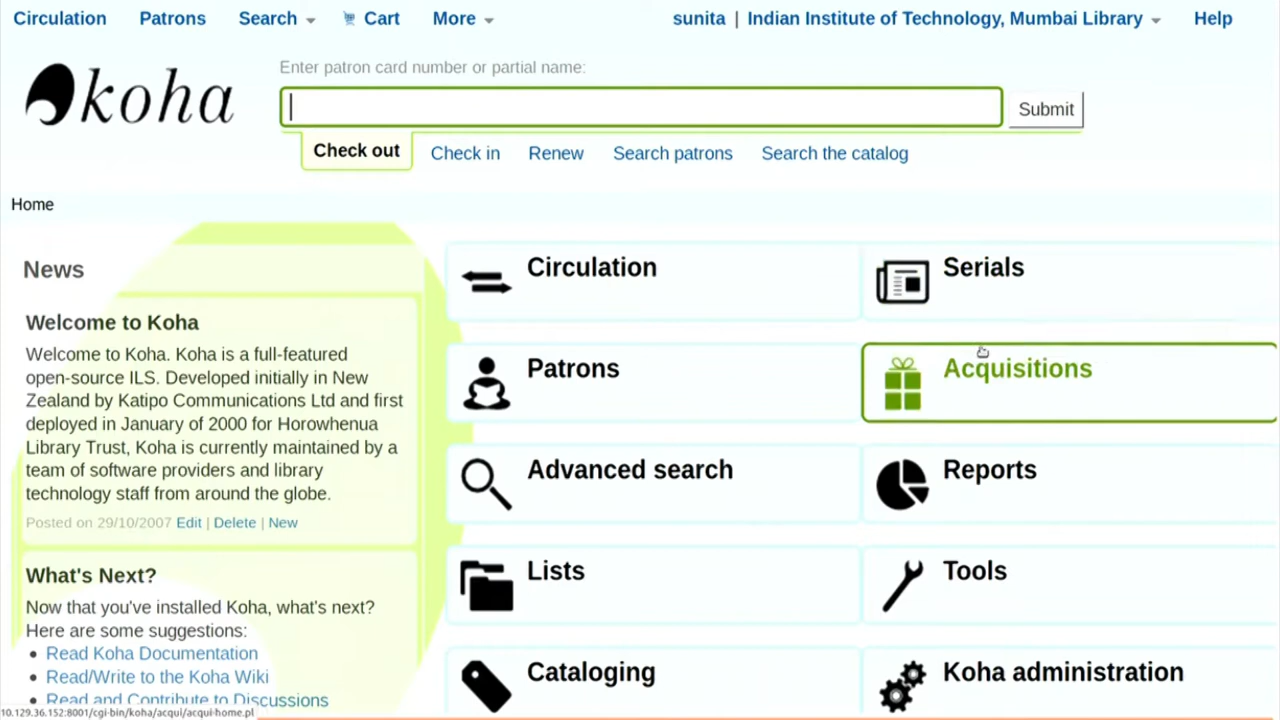 Circulation Patrons Search Cart More sunita | Indian Institute of Technology, Mumbai Library Help
Enter patron card number or partial name:
koha
Submit
Check out Check in Renew Search patrons Search the catalog
Home
News
Welcome to Koha
Welcome to Koha. Koha is a full-featured
open-source ILS. Developed initially in New
Zealand by Katipo Communications Ltd and first
deployed in January of 2000 for Horowhenua
Library Trust, Koha is currently maintained by a
team of software providers and library
technology staff from around the globe.
Posted on 29/10/2007 Edit | Delete | New
What's Next?
Now that you've installed Koha, what's next?
Here are some suggestions:
Read Koha Documentation
Read/Write to the Koha Wiki
Read and Contribute to Discussions
Circulation
Serials
Patrons
Acquisitions
Advanced search
Reports
Lists
Tools
Cataloging
Koha administration
10.129.36.152:8001/cgi-bin/koha/acqui/acqui-home.pl